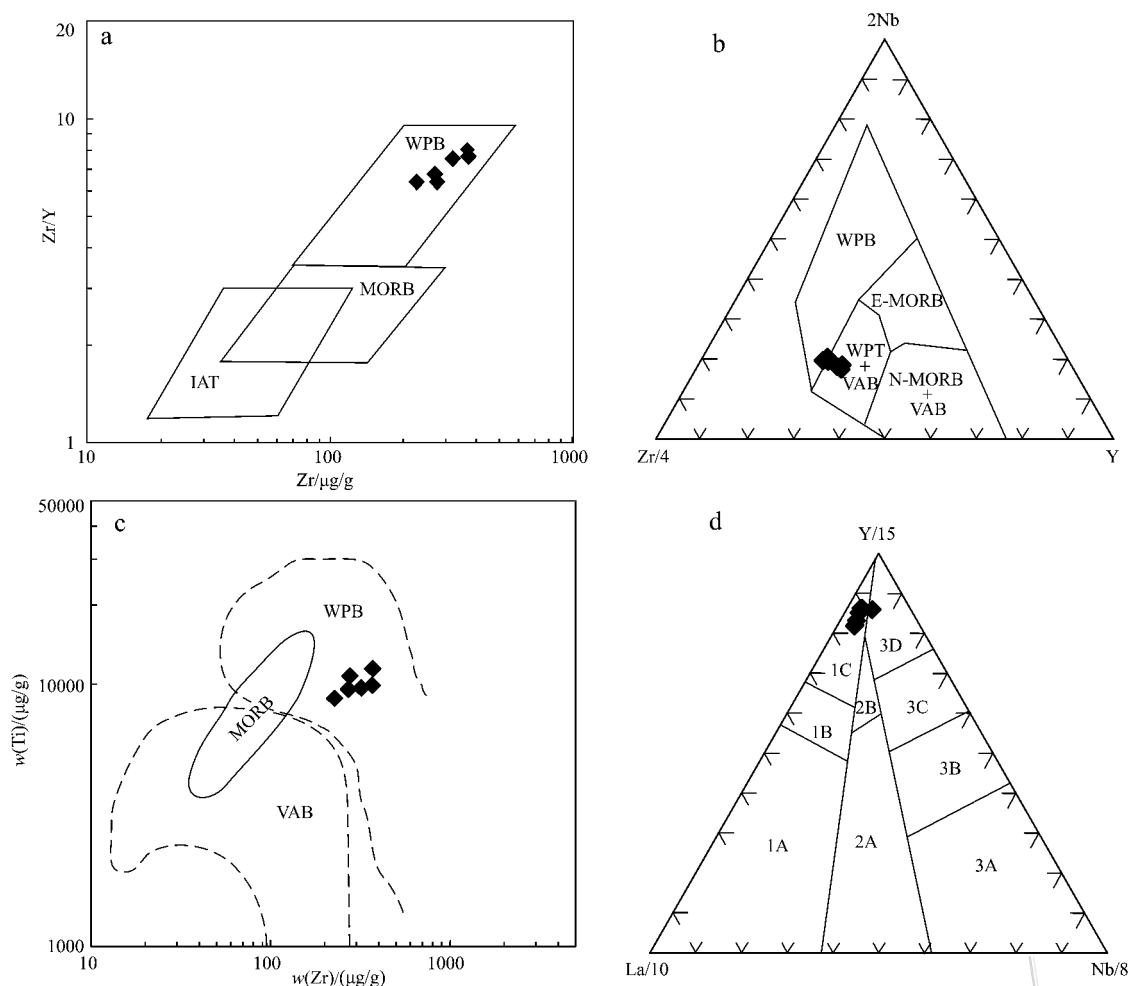 a
20
10
1
Zr/Y
WPB
MORB
IAT
10
100
1000
Zr/μg/g
b
2Nb
WPB
E-MORB
WPT
+
VAB
N-MORB
+
VAB
Zr/4
Y
c
50000
10000
1000
w(Ti)/(μg/g)
WPB
MORB
VAB
10
100
1000
w(Zr)/(μg/g)
d
Y/15
3D
1C
2B
3C
1B
3B
1A
2A
3A
La/10
Nb/8